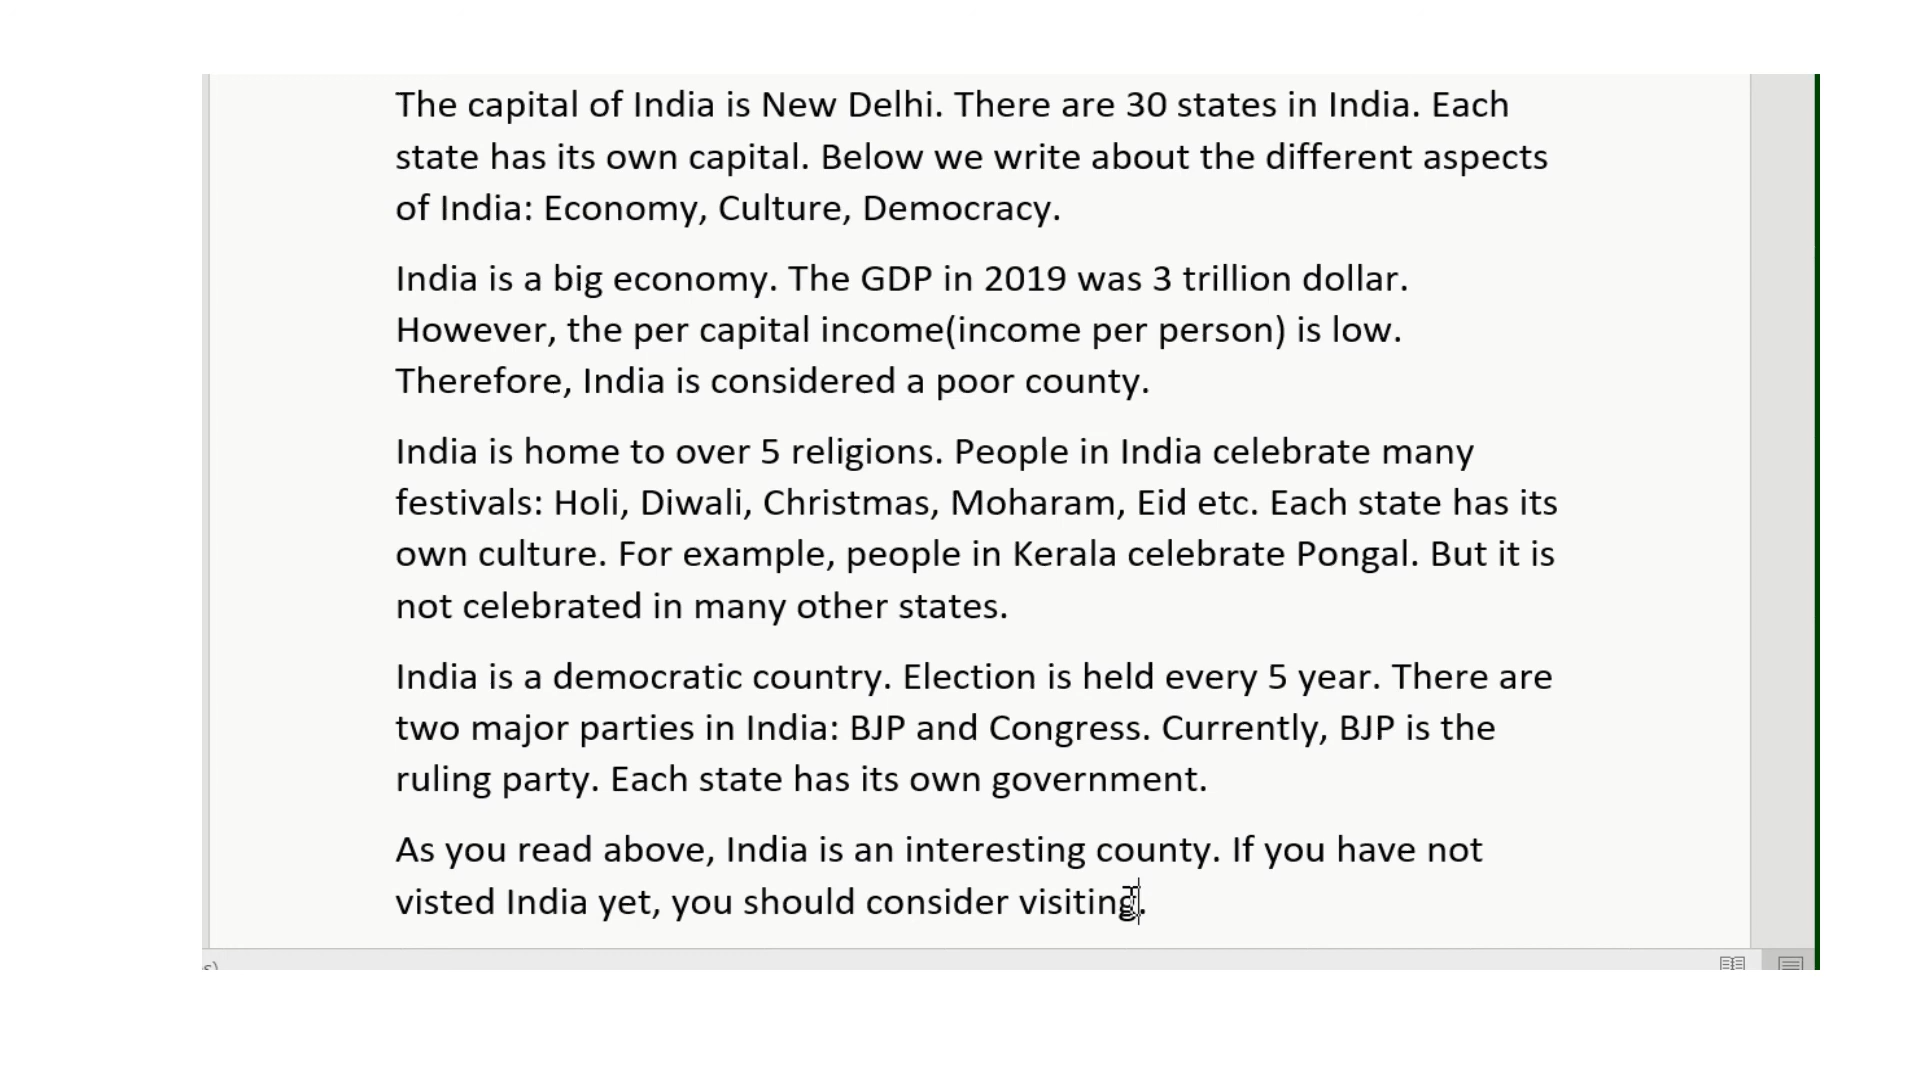 The capital of India is New Delhi. There are 30 states in India. Each
state has its own capital. Below we write about the different aspects
of India: Economy, Culture, Democracy.
India is a big economy. The GDP in 2019 was 3 trillion dollar.
However, the per capital income(income per person) is low.
Therefore, India is considered a poor county.
India is home to over 5 religions. People in India celebrate many
festivals: Holi, Diwali, Christmas, Moharam, Eid etc. Each state has its
own culture. For example, people in Kerala celebrate Pongal. But it is
not celebrated in many other states.
India is a democratic country. Election is held every 5 year. There are
two major parties in India: BJP and Congress. Currently, BJP is the
ruling party. Each state has its own government.
As you read above, India is an interesting county. If you have not
visted India yet, you should consider visiting.